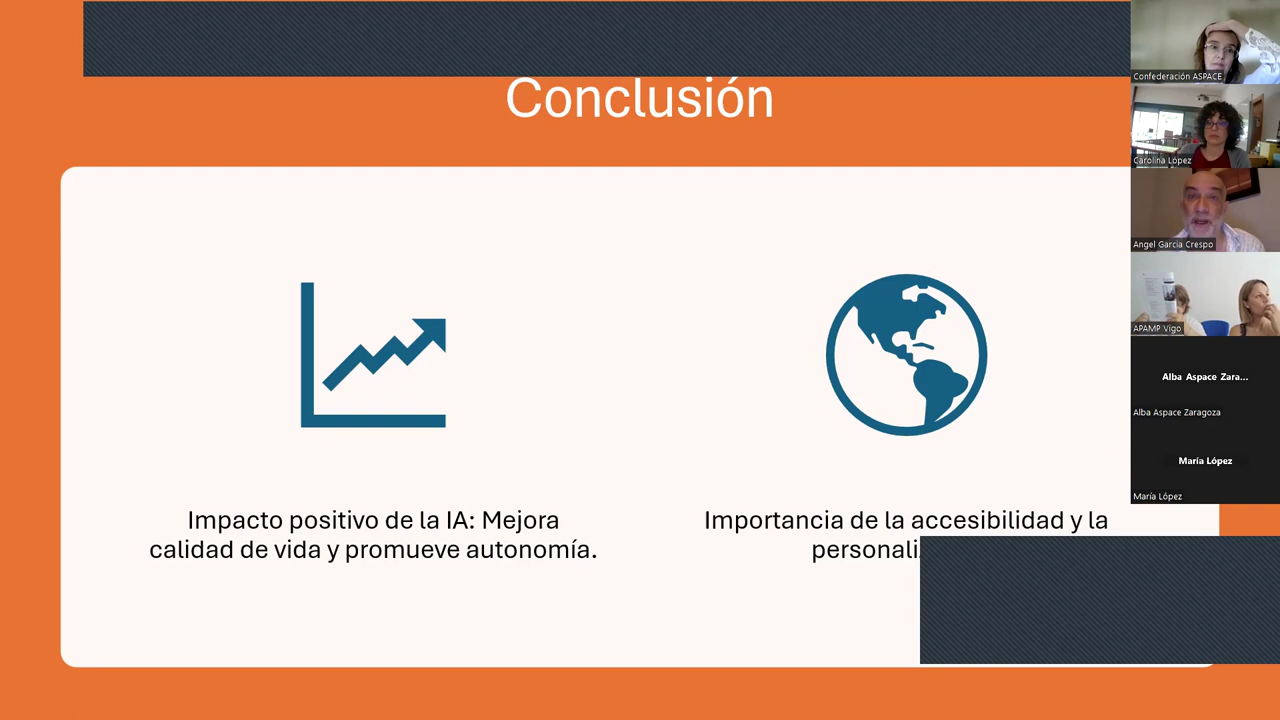 Conclusión
Impacto positivo de la IA: Mejora
calidad de vida y promueve autonomía.
Importancia de la accesibilidad y la
Confederación ASPACE
Carolina López
Angel Garcia Crespo
APAMP Vigo
Alba Aspace Zara...
Alba Aspace Zaragoza
María López
María López